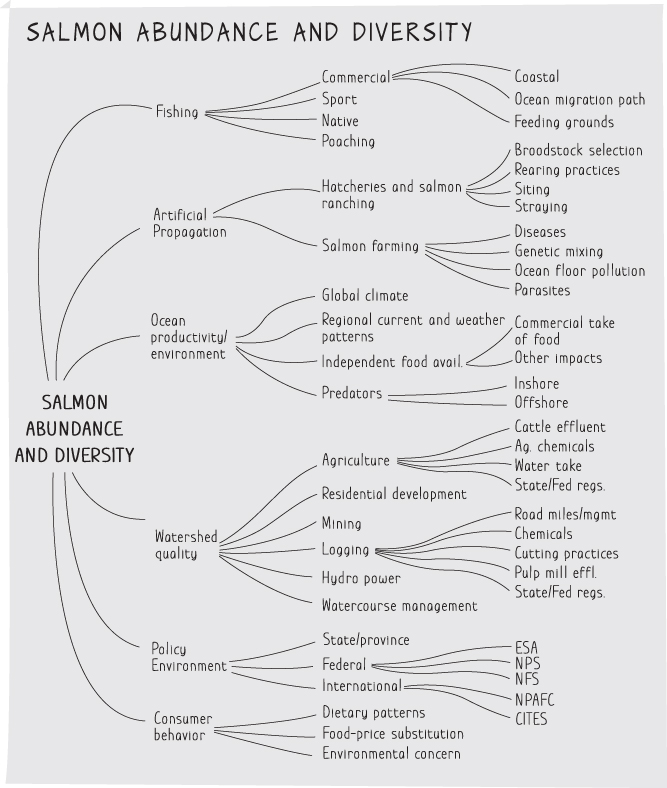 SALMON ABUNDANCE AND DIVERSITY
SALMON
ABUNDANCE
AND DIVERSITY
Fishing
Commercial
Coastal
Ocean migration path
Feeding grounds
Sport
Native
Poaching
Artificial
Propagation
Hatcheries and salmon
ranching
Broodstock selection
Rearing practices
Siting
Straying
Salmon farming
Diseases
Genetic mixing
Ocean floor pollution
Parasites
Ocean
productivity/
environment
Global climate
Regional current and weather
patterns
Independent food avail.
Commercial take
of food
Other impacts
Predators
Inshore
Offshore
Watershed
quality
Agriculture
Cattle effluent
Ag. chemicals
Water take
State/Fed regs.
Residential development
Mining
Logging
Road miles/mgmt
Chemicals
Cutting practices
Pulp mill effl.
State/Fed regs.
Hydro power
Watercourse management
Policy
Environment
State/province
Federal
ESA
NPS
NFS
International
NPAFC
CITES
Consumer
behavior
Dietary patterns
Food-price substitution
Environmental concern